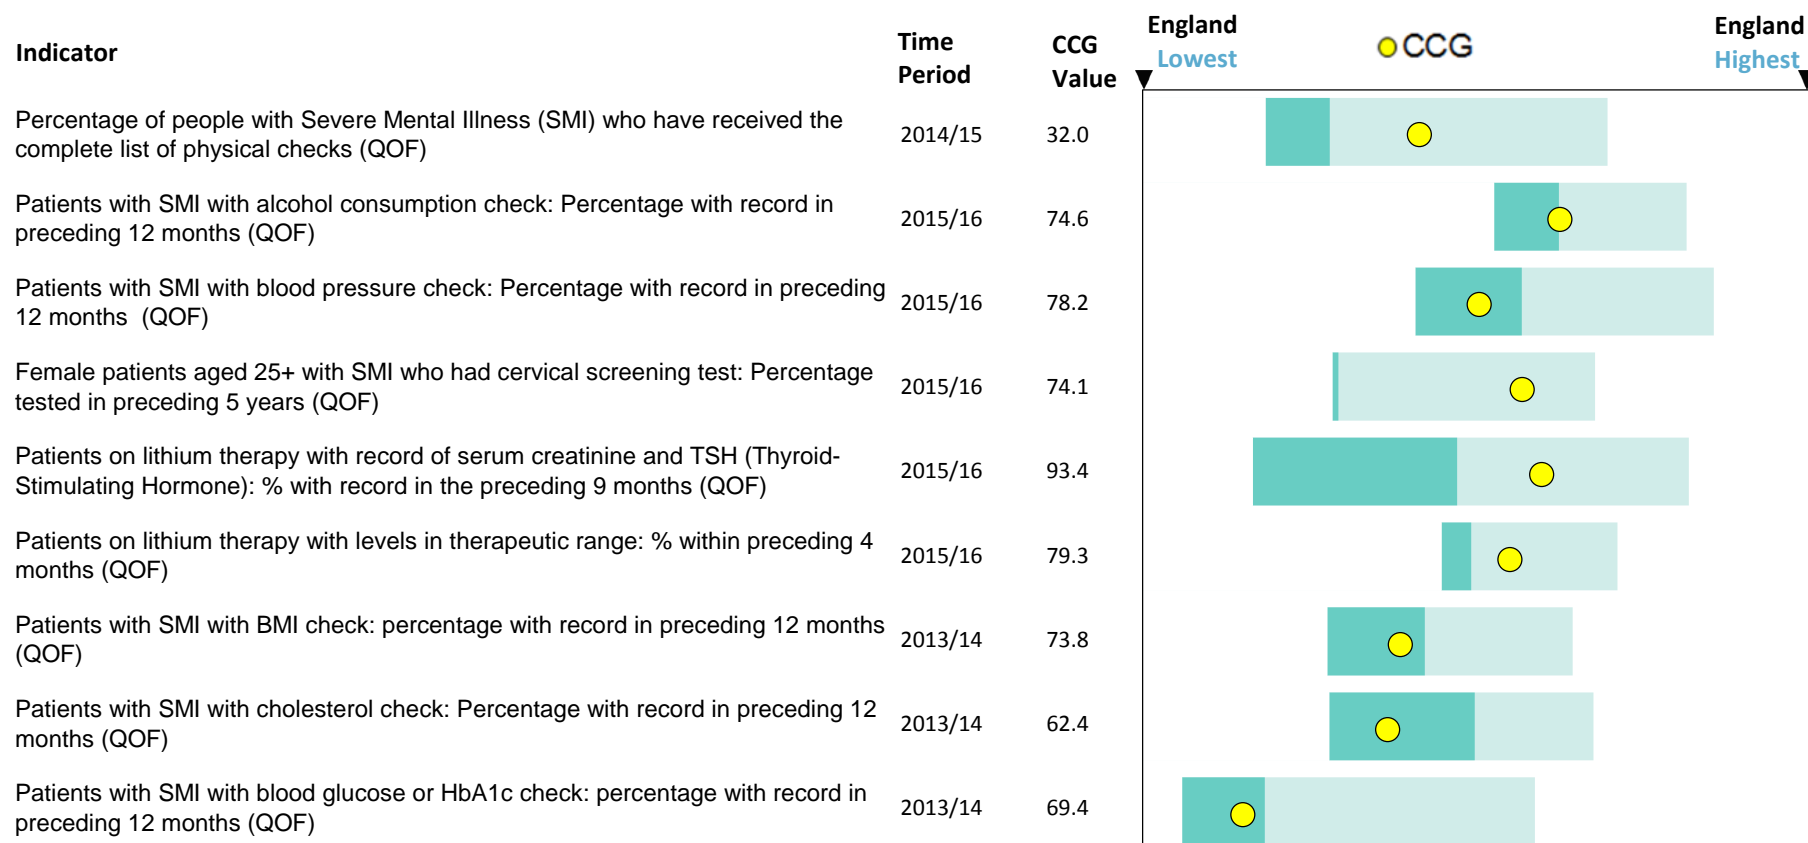 Indicator
Time Period
CCG Value
England Lowest
CCG
England Highest
Percentage of people with Severe Mental Illness (SMI) who have received the
complete list of physical checks (QOF)
2014/15
32.0
Patients with SMI with alcohol consumption check: Percentage with record in
preceding 12 months (QOF)
2015/16
74.6
Patients with SMI with blood pressure check: Percentage with record in preceding
12 months (QOF)
2015/16
78.2
Female patients aged 25+ with SMI who had cervical screening test: Percentage
tested in preceding 5 years (QOF)
2015/16
74.1
Patients on lithium therapy with record of serum creatinine and TSH (Thyroid-
Stimulating Hormone): % with record in the preceding 9 months (QOF)
2015/16
93.4
Patients on lithium therapy with levels in therapeutic range: % within preceding 4
months (QOF)
2015/16
79.3
Patients with SMI with BMI check: percentage with record in preceding 12 months
(QOF)
2013/14
73.8
Patients with SMI with cholesterol check: Percentage with record in preceding 12
months (QOF)
2013/14
62.4
Patients with SMI with blood glucose or HbA1c check: percentage with record in
preceding 12 months (QOF)
2013/14
69.4